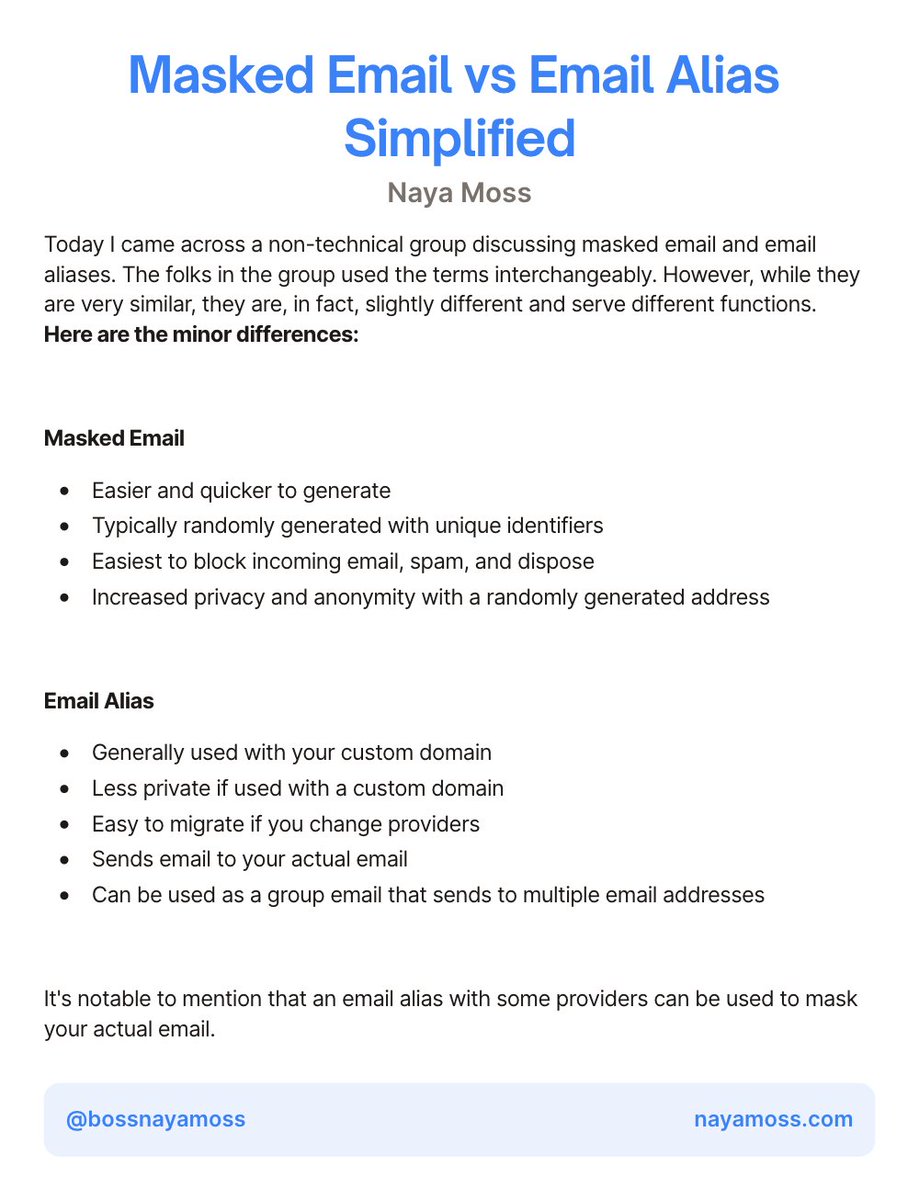 Masked Email vs Email Alias
Simplified
Naya Moss
Today I came across a non-technical group discussing masked email and email
aliases. The folks in the group used the terms interchangeably. However, while they
are very similar, they are, in fact, slightly different and serve different functions.
Here are the minor differences:
Masked Email
• Easier and quicker to generate
• Typically randomly generated with unique identifiers
• Easiest to block incoming email, spam, and dispose
• Increased privacy and anonymity with a randomly generated address
Email Alias
• Generally used with your custom domain
• Less private if used with a custom domain
• Easy to migrate if you change providers
• Sends email to your actual email
• Can be used as a group email that sends to multiple email addresses
It's notable to mention that an email alias with some providers can be used to mask
your actual email.
@bossnayamoss
nayamoss.com